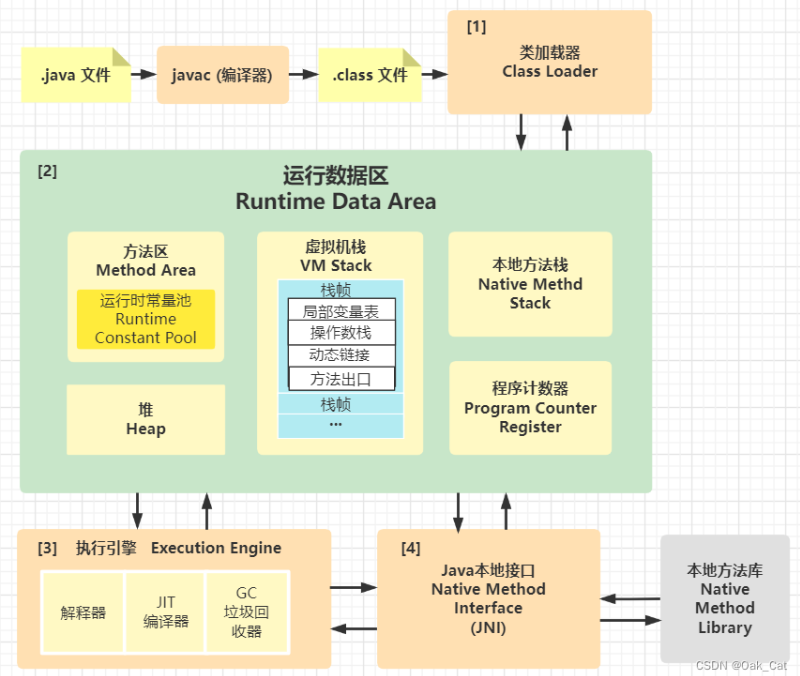 .java 文件
javac (编译器)
.class 文件
[1]
类加载器
Class Loader
[2]
运行数据区
Runtime Data Area
方法区
Method Area
运行时常量池
Runtime
Constant Pool
堆
Heap
虚拟机栈
VM Stack
栈帧
局部变量表
操作数栈
动态链接
方法出口
栈帧
...
本地方法栈
Native Methd
Stack
程序计数器
Program Counter
Register
[3] 执行引擎 Execution Engine
解释器
JIT
编译器
GC
垃圾回
收器
[4]
Java本地接口
Native Method
Interface
(JNI)
本地方法库
Native
Method
Library
CSDN @Oak_Cat